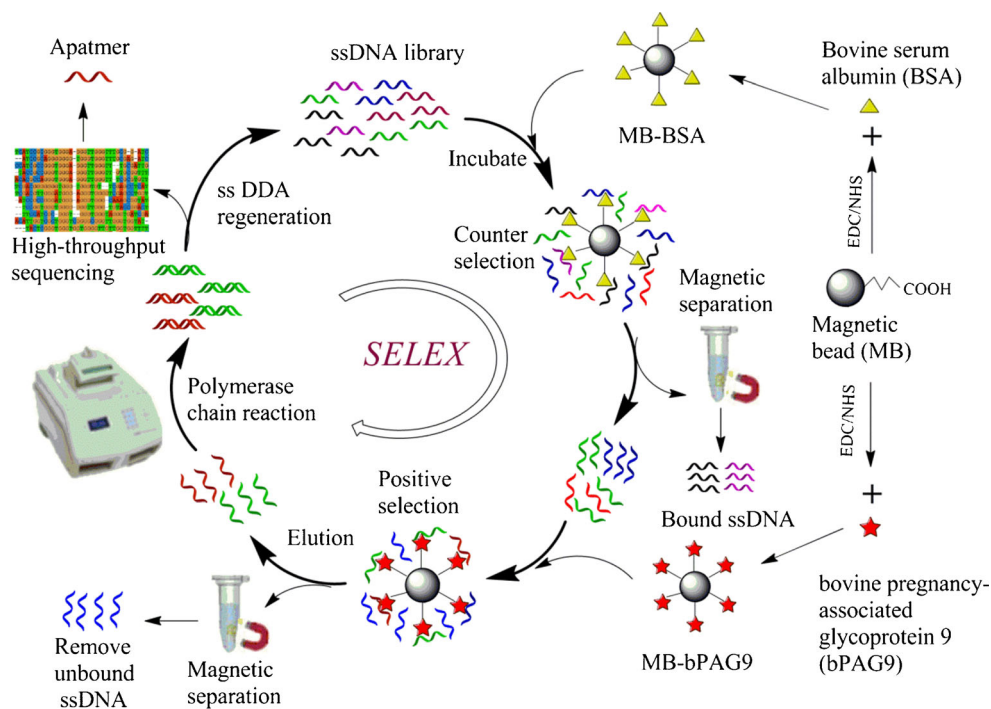 Apatmer
ssDNA library
Bovine serum
albumin (BSA)
MB-BSA
Incubate
EDC/NHS
ss DDA
regeneration
High-throughput
sequencing
Counter
selection
Magnetic
separation
COOH
Magnetic
bead (MB)
SELEX
Polymerase
chain reaction
EDC/NHS
Positive
selection
Bound ssDNA
Elution
MB-bPAG9
bovine pregnancy-
associated
glycoprotein 9
(bPAG9)
Remove
unbound
ssDNA
Magnetic
separation